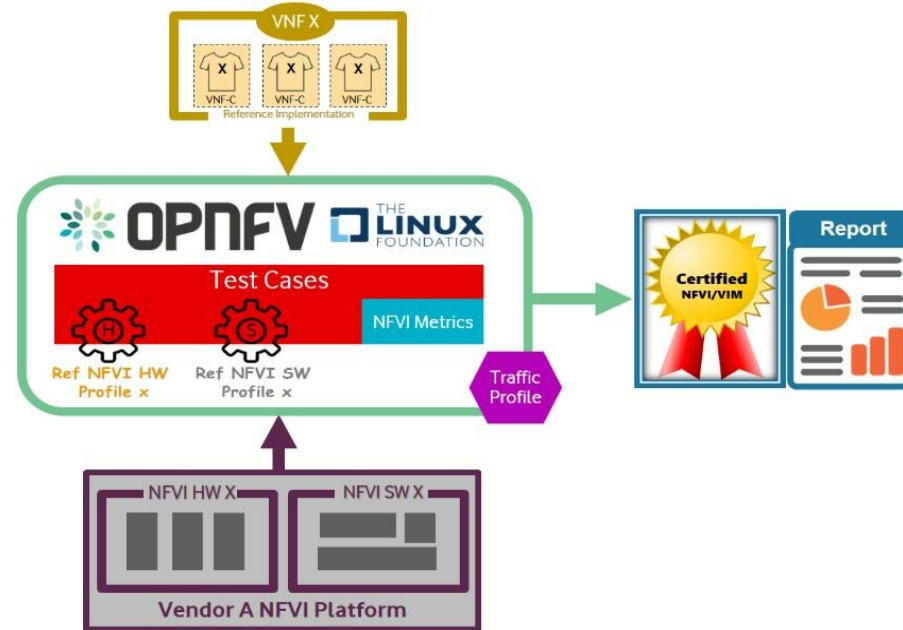 VNF X
X
X
X
VNF-C
VNF-C
VNF-C
Reference Implementation
OPNFV
THE
LINUX
FOUNDATION
Test Cases
NFVI Metrics
H
S
Ref NFVI HW
Profile x
Ref NFVI SW
Profile x
Traffic
Profile
Certified
NFVI/VIM
Report
NFVI HW X
NFVI SW X
Vendor A NFVI Platform